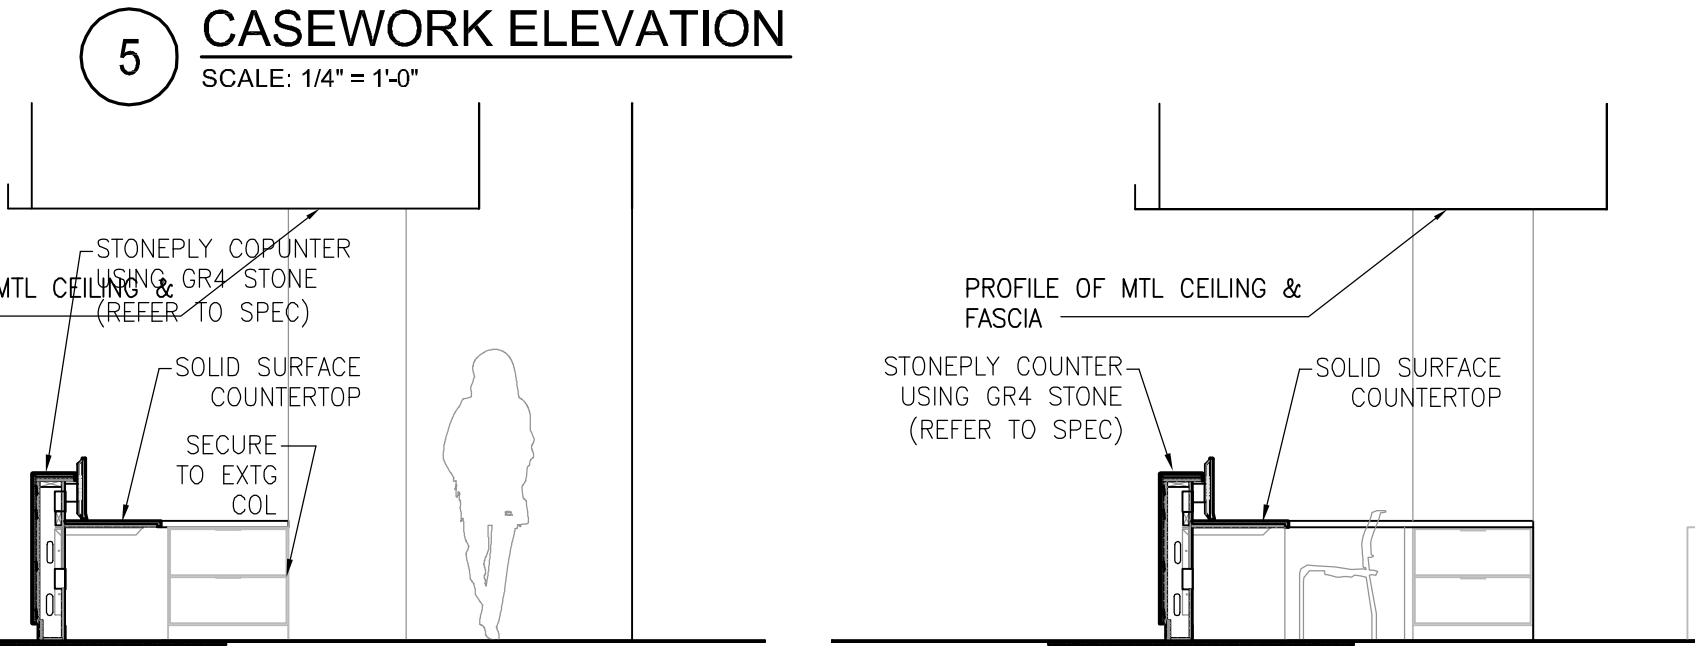 5
CASEWORK ELEVATION
SCALE: 1/4" = 1'-0"
STONEPLY COPUNTER
USING GR4 STONE
(REFER TO SPEC)
MTL CEILING &
SOLID SURFACE
COUNTERTOP
SECURE
TO EXTG
COL
PROFILE OF MTL CEILING &
FASCIA
STONEPLY COUNTER
USING GR4 STONE
(REFER TO SPEC)
SOLID SURFACE
COUNTERTOP